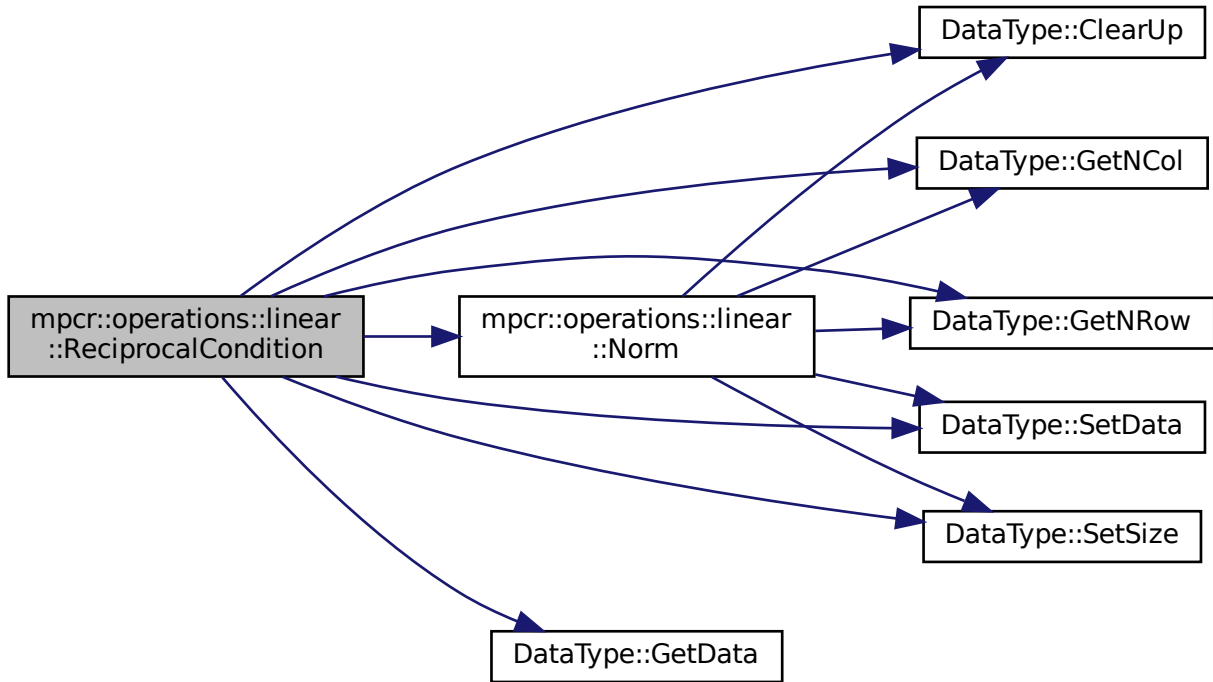 mpcr::operations::linear
::ReciprocalCondition
mpcr::operations::linear
::Norm
DataType::ClearUp
DataType::GetNCol
DataType::GetNRow
DataType::SetData
DataType::SetSize
DataType::GetData